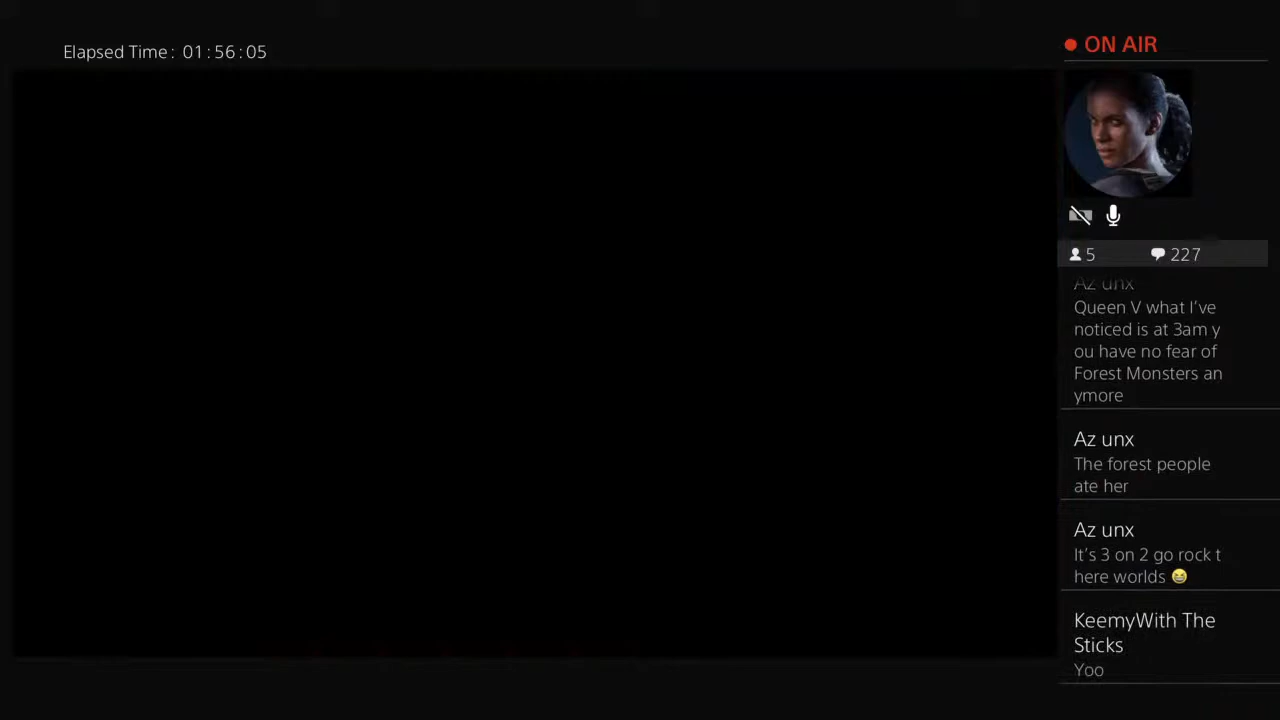 Elapsed Time: 01:56:05
ON AIR
5 227
Az unx
Queen V what I've
noticed is at 3am y
ou have no fear of
Forest Monsters an
ymore
Az unx
The forest people
ate her
Az unx
It's 3 on 2 go rock t
here worlds 😆
KeemyWith The
Sticks
Yoo